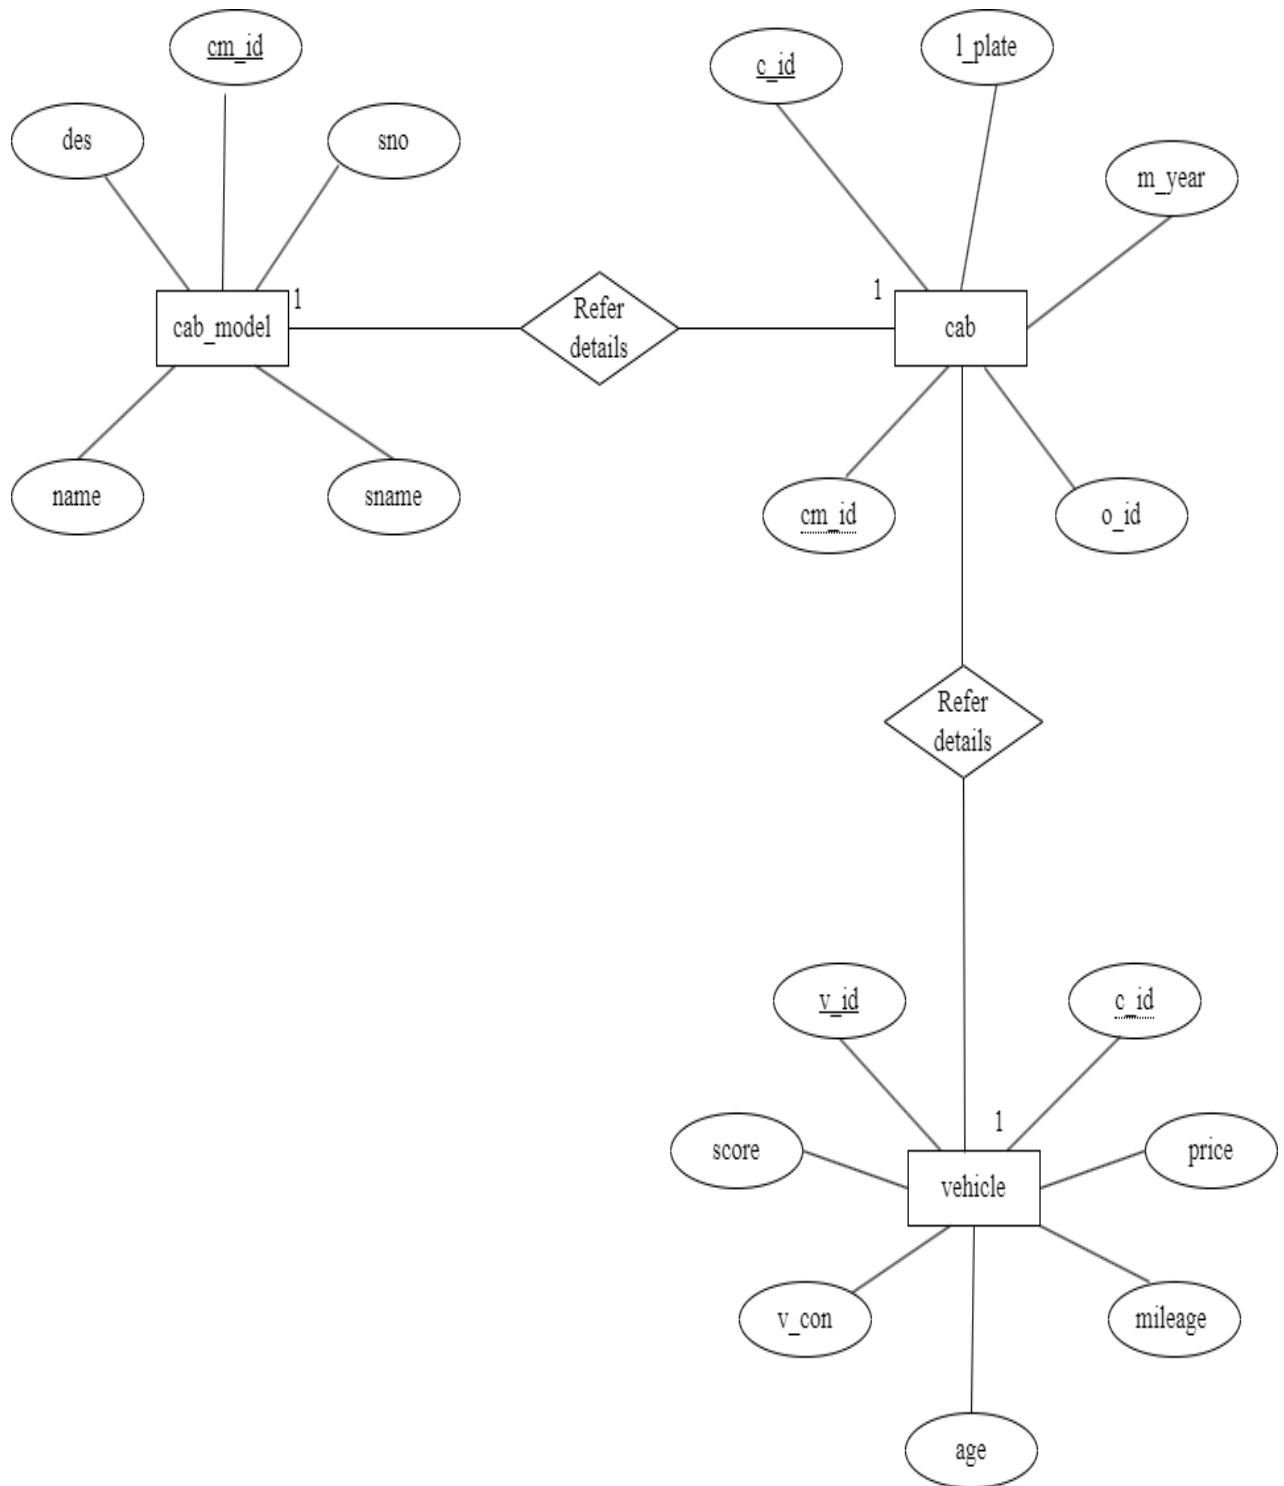 cm_id
l_plate
c_id
des
sno
m_year
1
1
cab_model
Refer
details
cab
name
sname
cm_id
o_id
Refer
details
v_id
c_id
1
score
price
vehicle
v_con
mileage
age